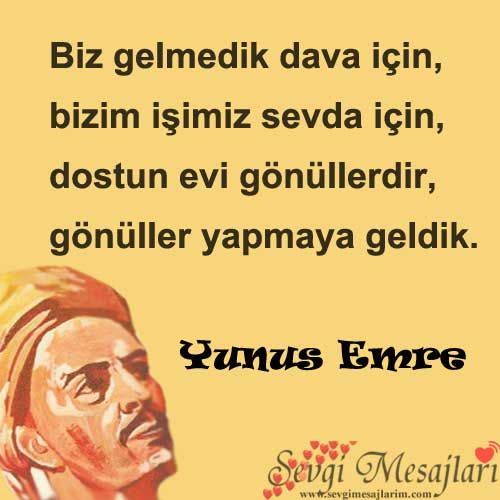 Biz gelmedik dava için,
bizim işimiz sevda için,
dostun evi gönüllerdir,
gönüller yapmaya geldik.
Yunus Emre
Sevgi Mesajları
www.sevgimesajlarim.com